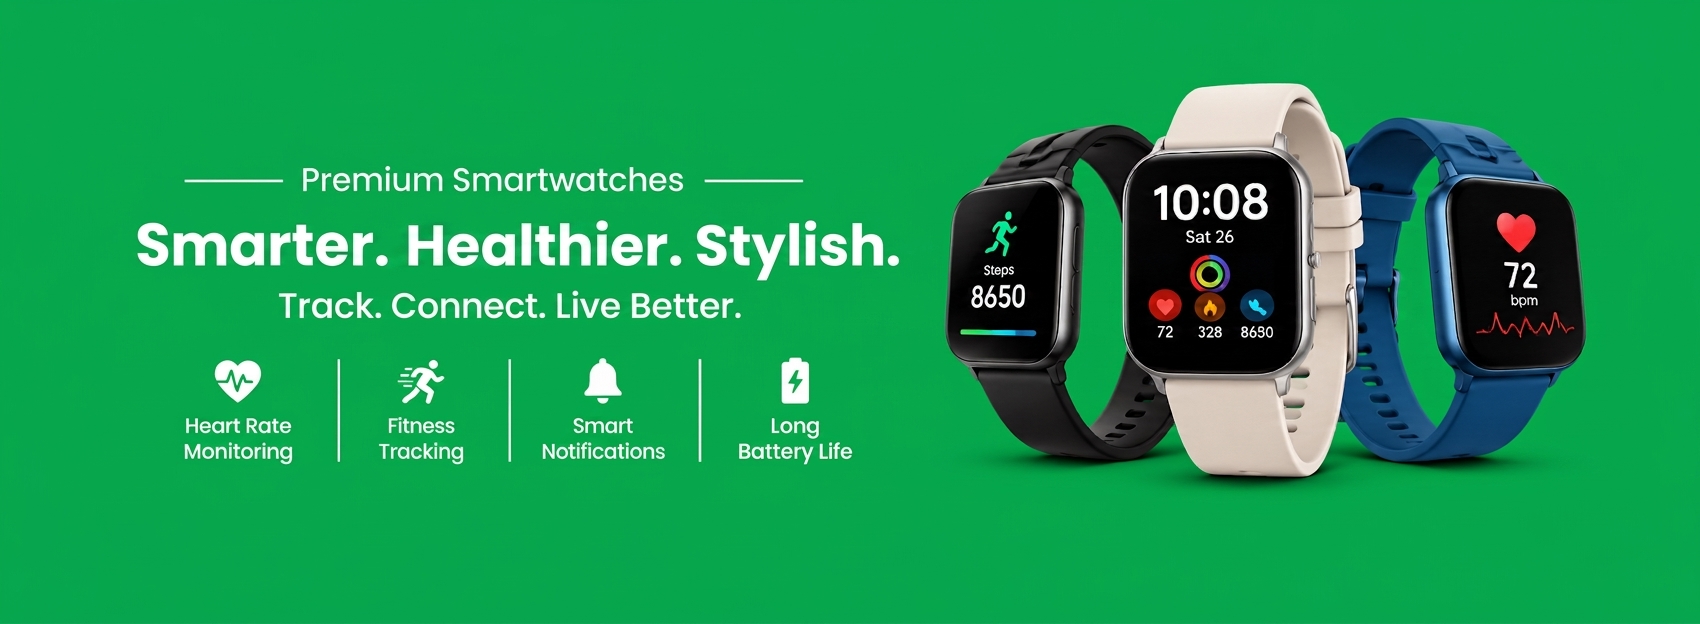 Premium Smartwatches
Smarter. Healthier. Stylish.
Track. Connect. Live Better.
Heart Rate
Monitoring
Fitness
Tracking
Smart
Notifications
Long
Battery Life
Steps
8650
10:08
Sat 26
72
328
8650
72
bpm